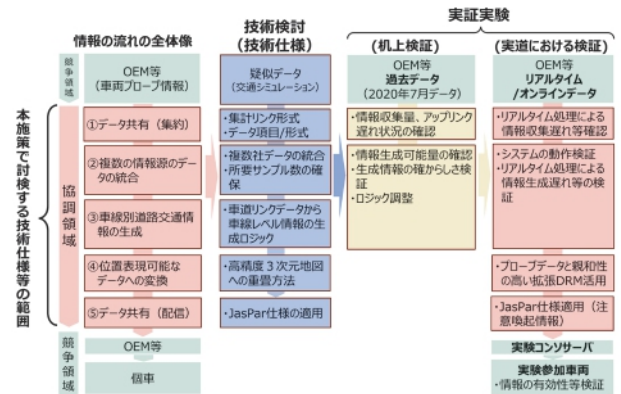 実証実験
情報の流れの全体像
技術検討
(技術仕様)
(机上検証)
(実道における検証)
競争領域
OEM等
(車両プローブ情報)
疑似データ
(交通シミュレーション)
OEM等
過去データ
(2020年7月データ)
OEM等
リアルタイム
/オンラインデータ
本施策で討検する技術仕様等の範囲
協調領域
①データ共有(集約)
・集計リンク形式
・データ項目/形式
・情報収集量、アップリンク
遅れ状況の確認
・リアルタイム処理による
情報収集遅れ等確認
②複数の情報源のデー
タの統合
・複数社データの統合
・所要サンプル数の確
保
・情報生成可能量の確認
・生成情報の確からしさ検
証
・ロジック調整
・システムの動作検証
・リアルタイム処理による
情報生成遅れ等の検
証
③車線別道路交通情
報の生成
・車道リンクデータから
車線レベル情報の生
成ロジック
④位置表現可能な
データへの変換
・高精度3次元地図
への重畳方法
・プローブデータと親和性
の高い拡張DRM活用
⑤データ共有(配信)
・JasPar仕様の適用
・JasPar仕様適用(注
意喚起情報)
競争領域
OEM等
個車
実験コンソサーバ
実験参加車両
・情報の有効性等検証